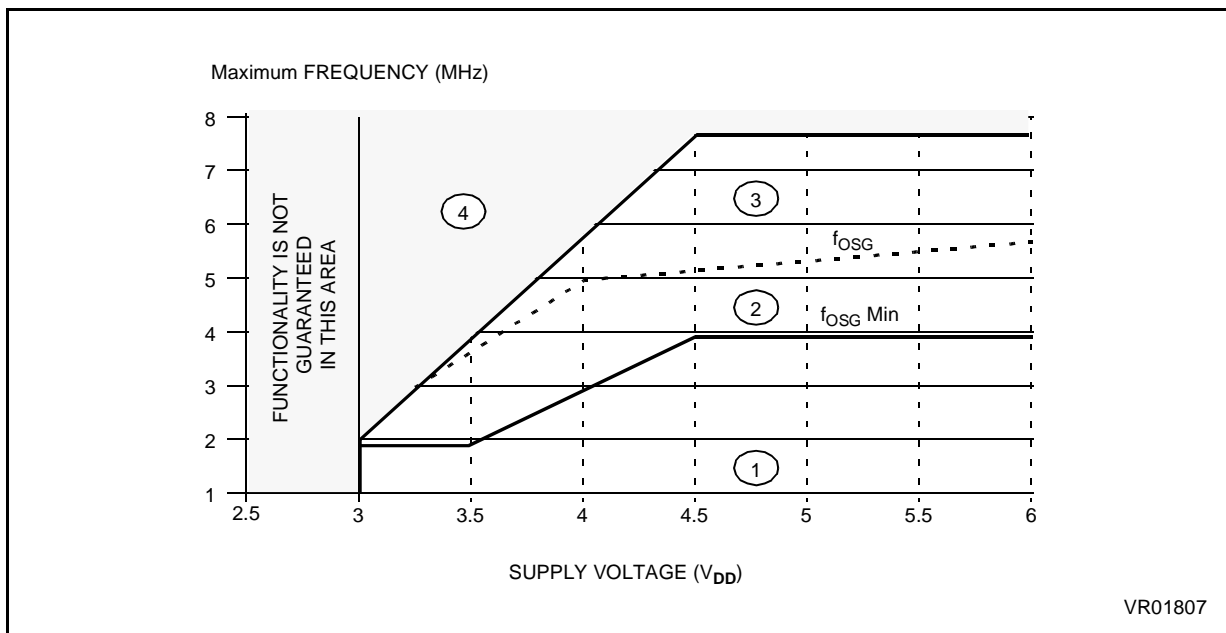 Maximum FREQUENCY (MHz)
8
7
6
5
4
3
2
1
FUNCTIONALITY IS NOT
GUARANTEED
IN THIS AREA
4
3
fOSG
2
fOSG Min
1
2.5 3 3.5 4 4.5 5 5.5 6
SUPPLY VOLTAGE (VDD)
VR01807